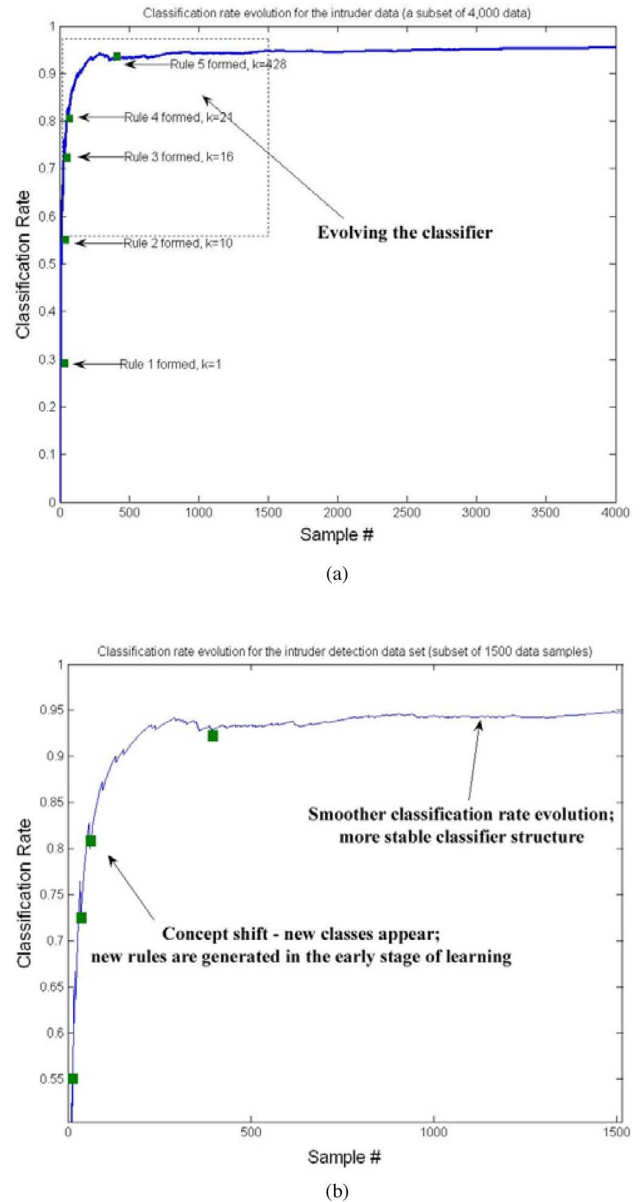 Classification rate evolution for the intruder data (a subset of 4,000 data)
1
0.9
0.8
0.7
0.6
0.5
0.4
0.3
0.2
0.1
0
Classification Rate
Rule 5 formed, k=428
Rule 4 formed, k=21
Rule 3 formed, k=16
Rule 2 formed, k=10
Rule 1 formed, k=1
Evolving the classifier
0 500 1000 1500 2000 2500 3000 3500 4000
Sample #
(a)
Classification rate evolution for the intruder detection data set (subset of 1500 data samples)
1
0.95
0.9
0.85
0.8
0.75
0.7
0.65
0.6
0.55
Classification Rate
Smoother classification rate evolution;
more stable classifier structure
Concept shift - new classes appear;
new rules are generated in the early stage of learning
0 500 1000 1500
Sample #
(b)